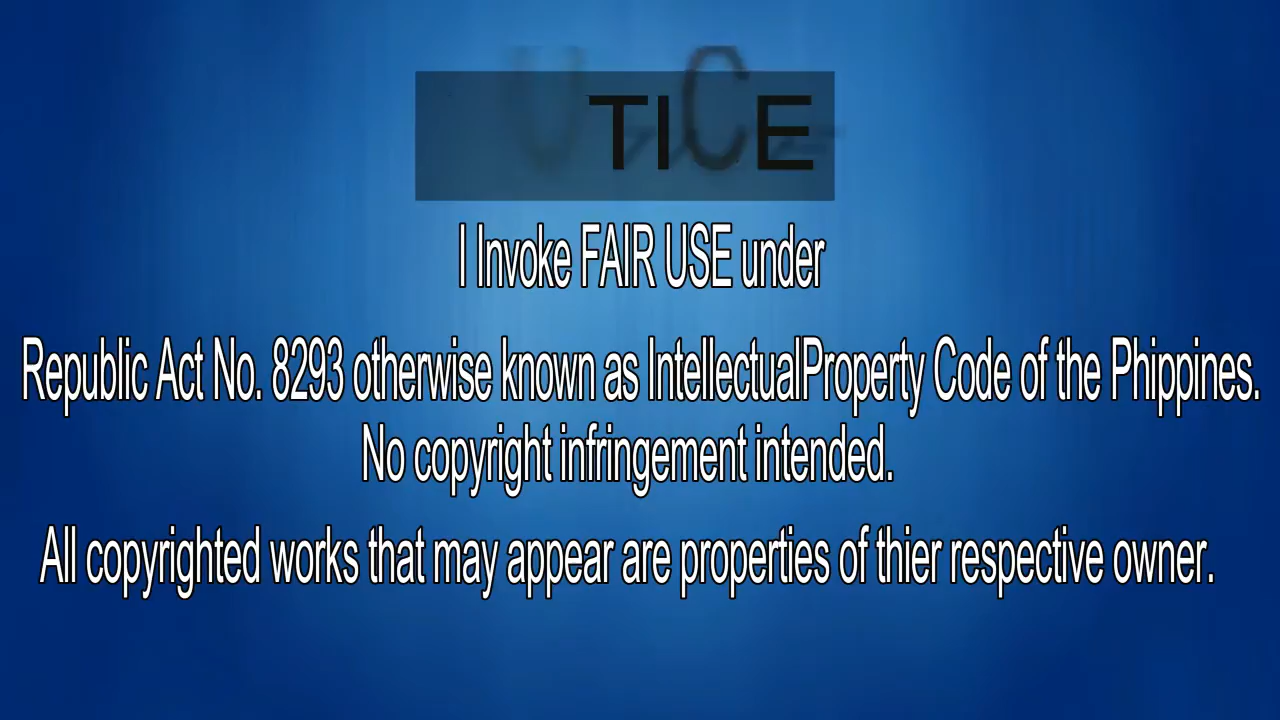 TICE
I Invoke FAIR USE under
Republic Act No. 8293 otherwise known as IntellectualProperty Code of the Phippines.
No copyright infringement intended.
All copyrighted works that may appear are properties of thier respective owner.